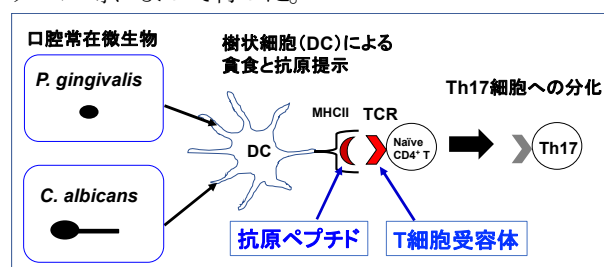 口腔常在微生物
P. gingivalis
C. albicans
樹状細胞(DC)による
貪食と抗原提示
DC
MHCII
TCR
Naïve
CD4⁺ T
Th17細胞への分化
Th17
抗原ペプチド
T細胞受容体